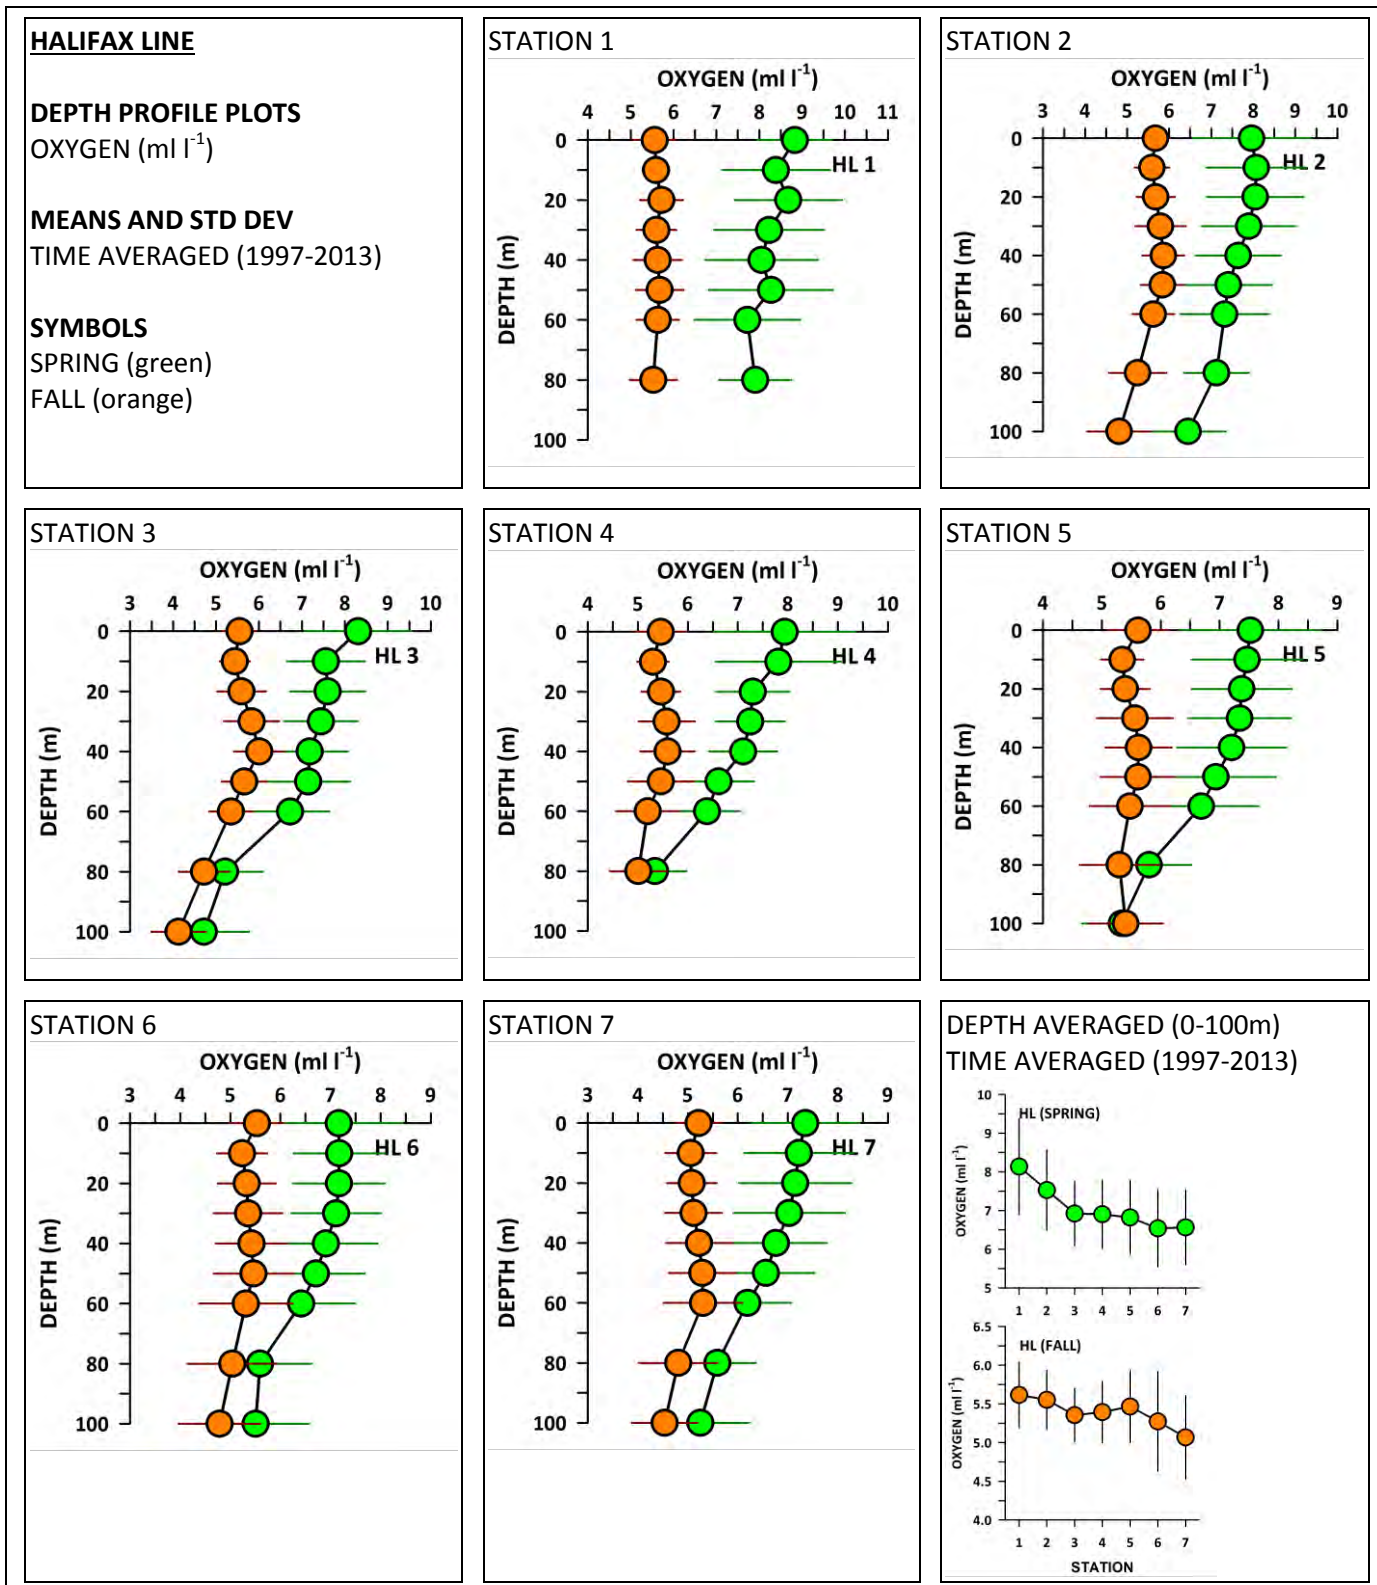 HALIFAX LINE
DEPTH PROFILE PLOTS
OXYGEN (ml l⁻¹)
MEANS AND STD DEV
TIME AVERAGED (1997-2013)
SYMBOLS
SPRING (green)
FALL (orange)
STATION 1
OXYGEN (ml l⁻¹)
4 5 6 7 8 9 10 11
HL 1
DEPTH (m)
0
20
40
60
80
100
STATION 2
OXYGEN (ml l⁻¹)
3 4 5 6 7 8 9 10
HL 2
DEPTH (m)
0
20
40
60
80
100
STATION 3
OXYGEN (ml l⁻¹)
3 4 5 6 7 8 9 10
HL 3
DEPTH (m)
0
20
40
60
80
100
STATION 4
OXYGEN (ml l⁻¹)
4 5 6 7 8 9 10
HL 4
DEPTH (m)
0
20
40
60
80
100
STATION 5
OXYGEN (ml l⁻¹)
4 5 6 7 8 9
HL 5
DEPTH (m)
0
20
40
60
80
100
STATION 6
OXYGEN (ml l⁻¹)
3 4 5 6 7 8 9
HL 6
DEPTH (m)
0
20
40
60
80
100
STATION 7
OXYGEN (ml l⁻¹)
3 4 5 6 7 8 9
HL 7
DEPTH (m)
0
20
40
60
80
100
DEPTH AVERAGED (0-100m)
TIME AVERAGED (1997-2013)
HL (SPRING)
OXYGEN (ml l⁻¹)
10
9
8
7
6
5
1 2 3 4 5 6 7
HL (FALL)
OXYGEN (ml l⁻¹)
6.5
6.0
5.5
5.0
4.5
4.0
1 2 3 4 5 6 7
STATION